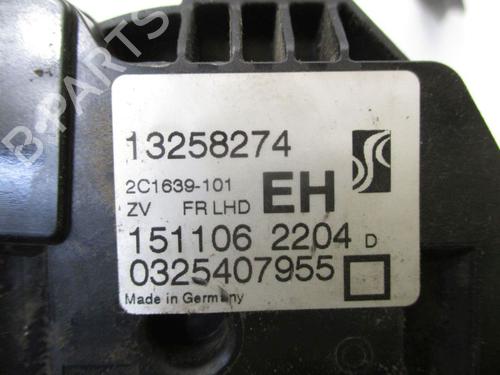 B-PARTS
13258274
2C1639-101
ZV FR LHD EH
151106 2204 D
0325407955
Made in Germany